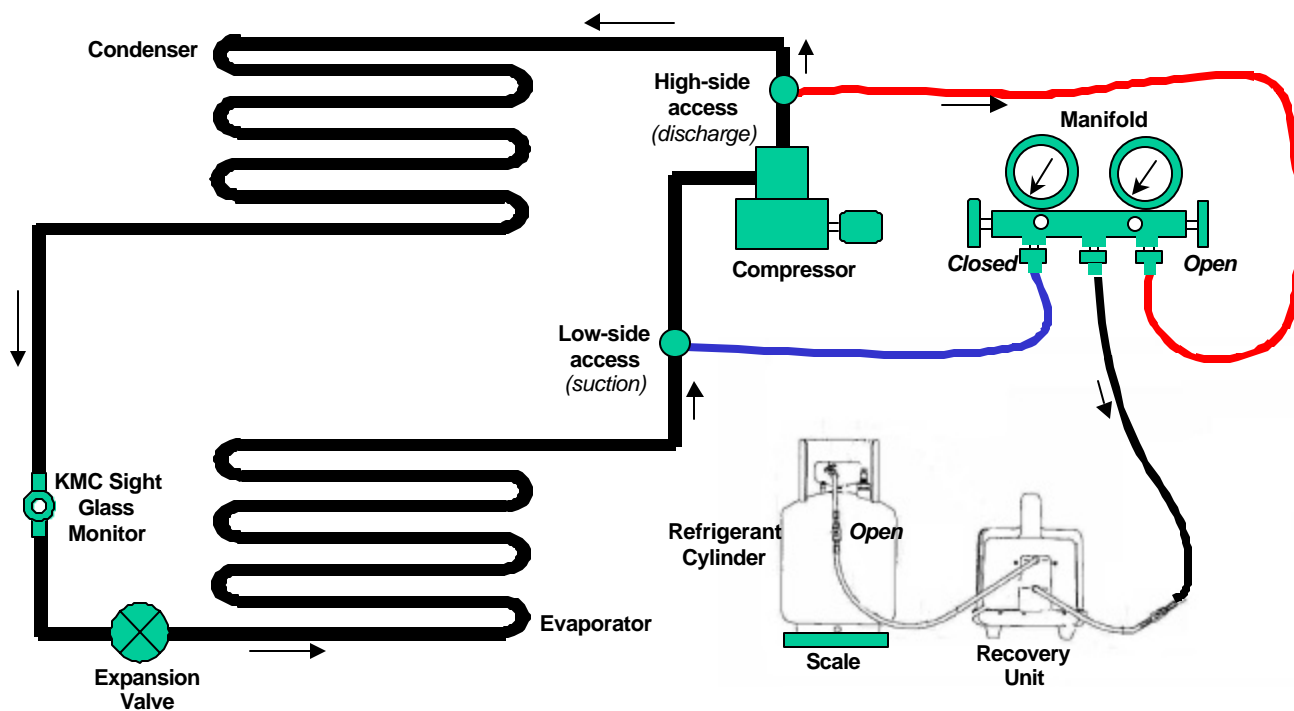 Condenser
High-side
access
(discharge)
Manifold
Compressor
Closed
Open
Low-side
access
(suction)
KMC Sight
Glass
Monitor
Refrigerant
Cylinder
Open
Evaporator
Scale
Recovery
Unit
Expansion
Valve